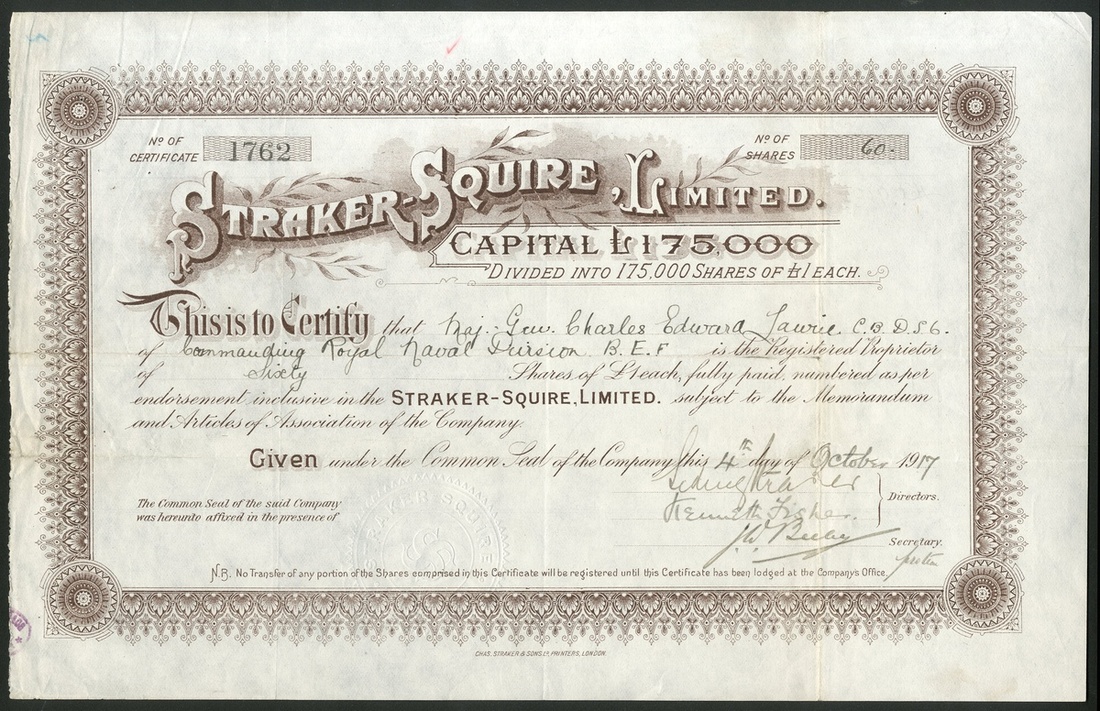 Nº OF CERTIFICATE 1762
Nº OF SHARES 60-
STRAKER-SQUIRE, LIMITED.
CAPITAL £175,000
DIVIDED INTO 175,000 SHARES OF £1 EACH.
This is to Certify that Maj.-Gen. Charles Edward Lawrie C.B. D.S.O.
of Commanding Royal Naval Division B.E.F is the Registered Proprietor
of Sixty Shares of £1 each, fully paid, numbered as per
endorsement inclusive in the STRAKER-SQUIRE, LIMITED. subject to the Memorandum
and Articles of Association of the Company.
Given under the Common Seal of the Company this 4th day of October 1917
Sidney Straker
Kenneth Fisher.
Directors.
The Common Seal of the said Company
was hereunto affixed in the presence of
STRAKER SQUIRE
Secretary.
N.B. No Transfer of any portion of the Shares comprised in this Certificate will be registered until this Certificate has been lodged at the Company's Office.
CHAS. STRAKER & SONS LD, PRINTERS, LONDON.